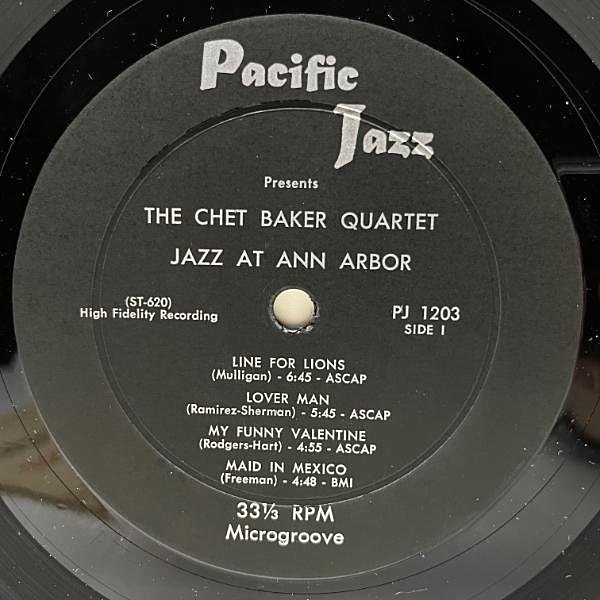 Pacific
Jazz
Presents
THE CHET BAKER QUARTET
JAZZ AT ANN ARBOR
(ST-620)
High Fidelity Recording
PJ 1203
SIDE 1
LINE FOR LIONS
(Mulligan) - 6:45 - ASCAP
LOVER MAN
(Ramirez-Sherman) - 5:45 - ASCAP
MY FUNNY VALENTINE
(Rodgers-Hart) - 4:55 - ASCAP
MAID IN MEXICO
(Freeman) - 4:48 - BMI
33⅓ RPM
Microgroove